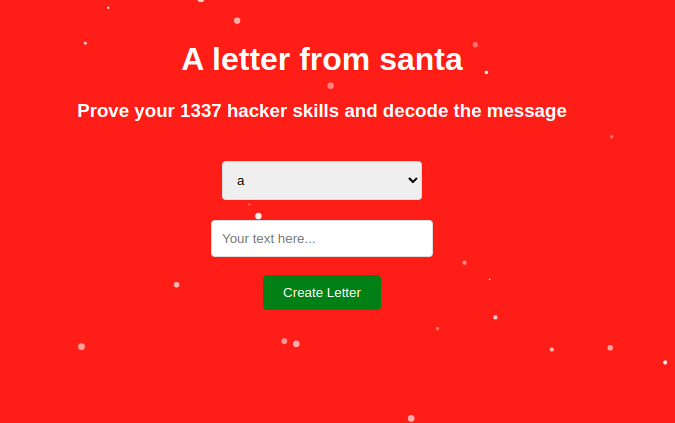 A letter from santa
Prove your 1337 hacker skills and decode the message
a
Your text here...
Create Letter